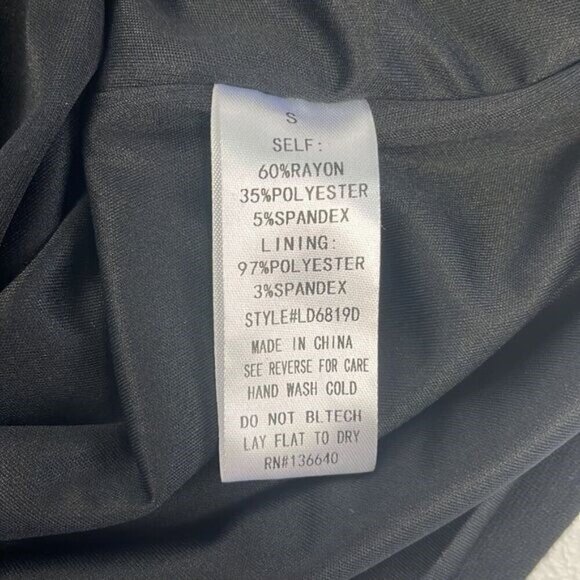 S
SELF:
60%RAYON
35%POLYESTER
5%SPANDEX
LINING:
97%POLYESTER
3%SPANDEX
STYLE#LD6819D
MADE IN CHINA
SEE REVERSE FOR CARE
HAND WASH COLD
DO NOT BLTECH
LAY FLAT TO DRY
RN#136640